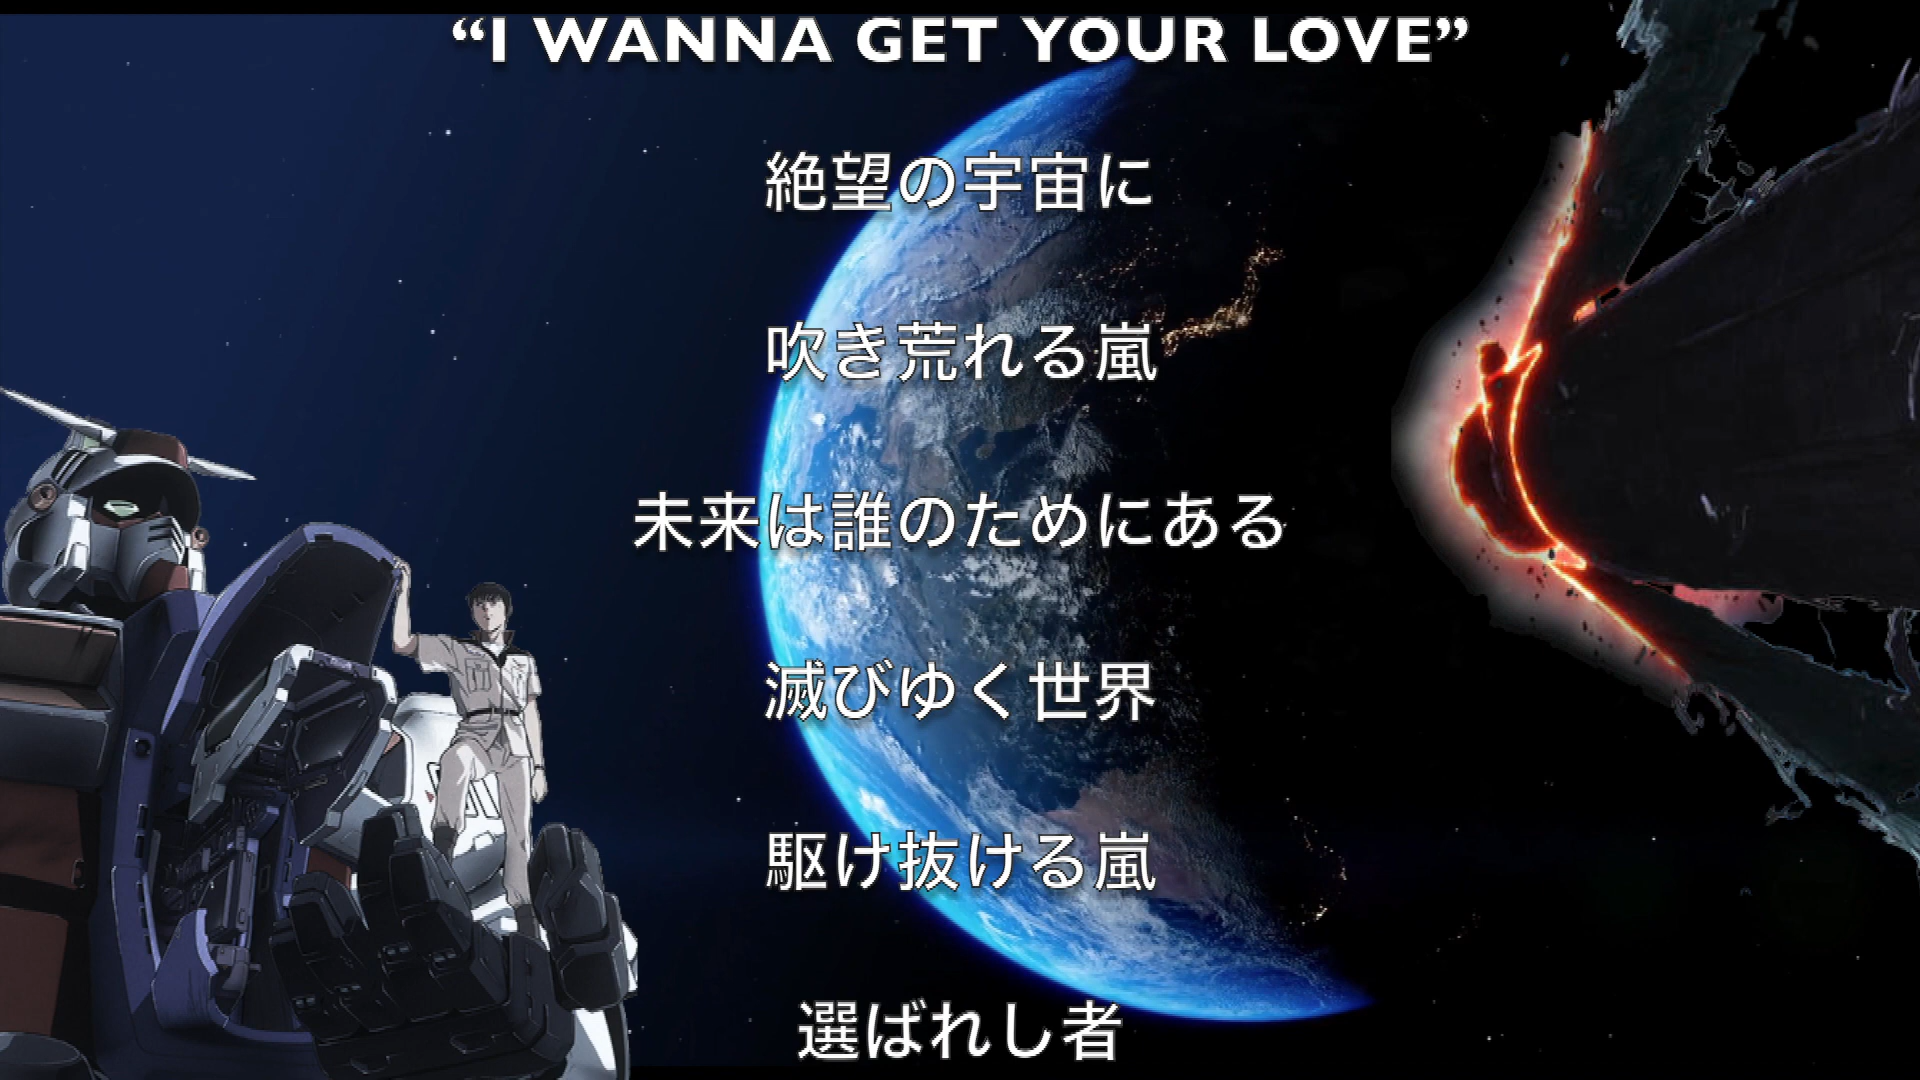 “I WANNA GET YOUR LOVE”
絶望の宇宙に
吹き荒れる嵐
未来は誰のためにある
滅びゆく世界
駆け抜ける嵐
選ばれし者